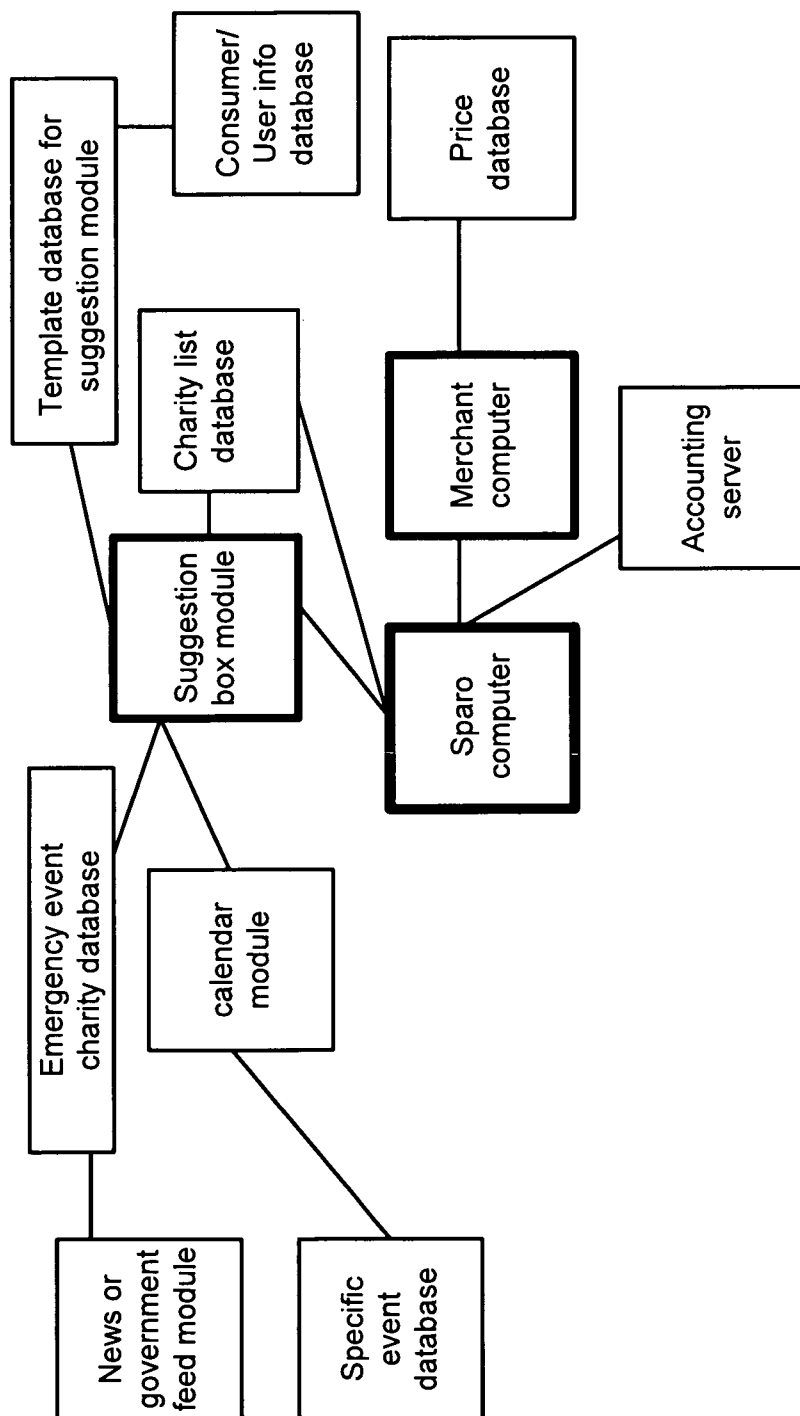 News or
government
feed module
Emergency event
charity database
Template database for
suggestion module
Consumer/
User info
database
Specific
event
database
calendar
module
Suggestion
box module
Charity list
database
Sparo
computer
Merchant
computer
Price
database
Accounting
server